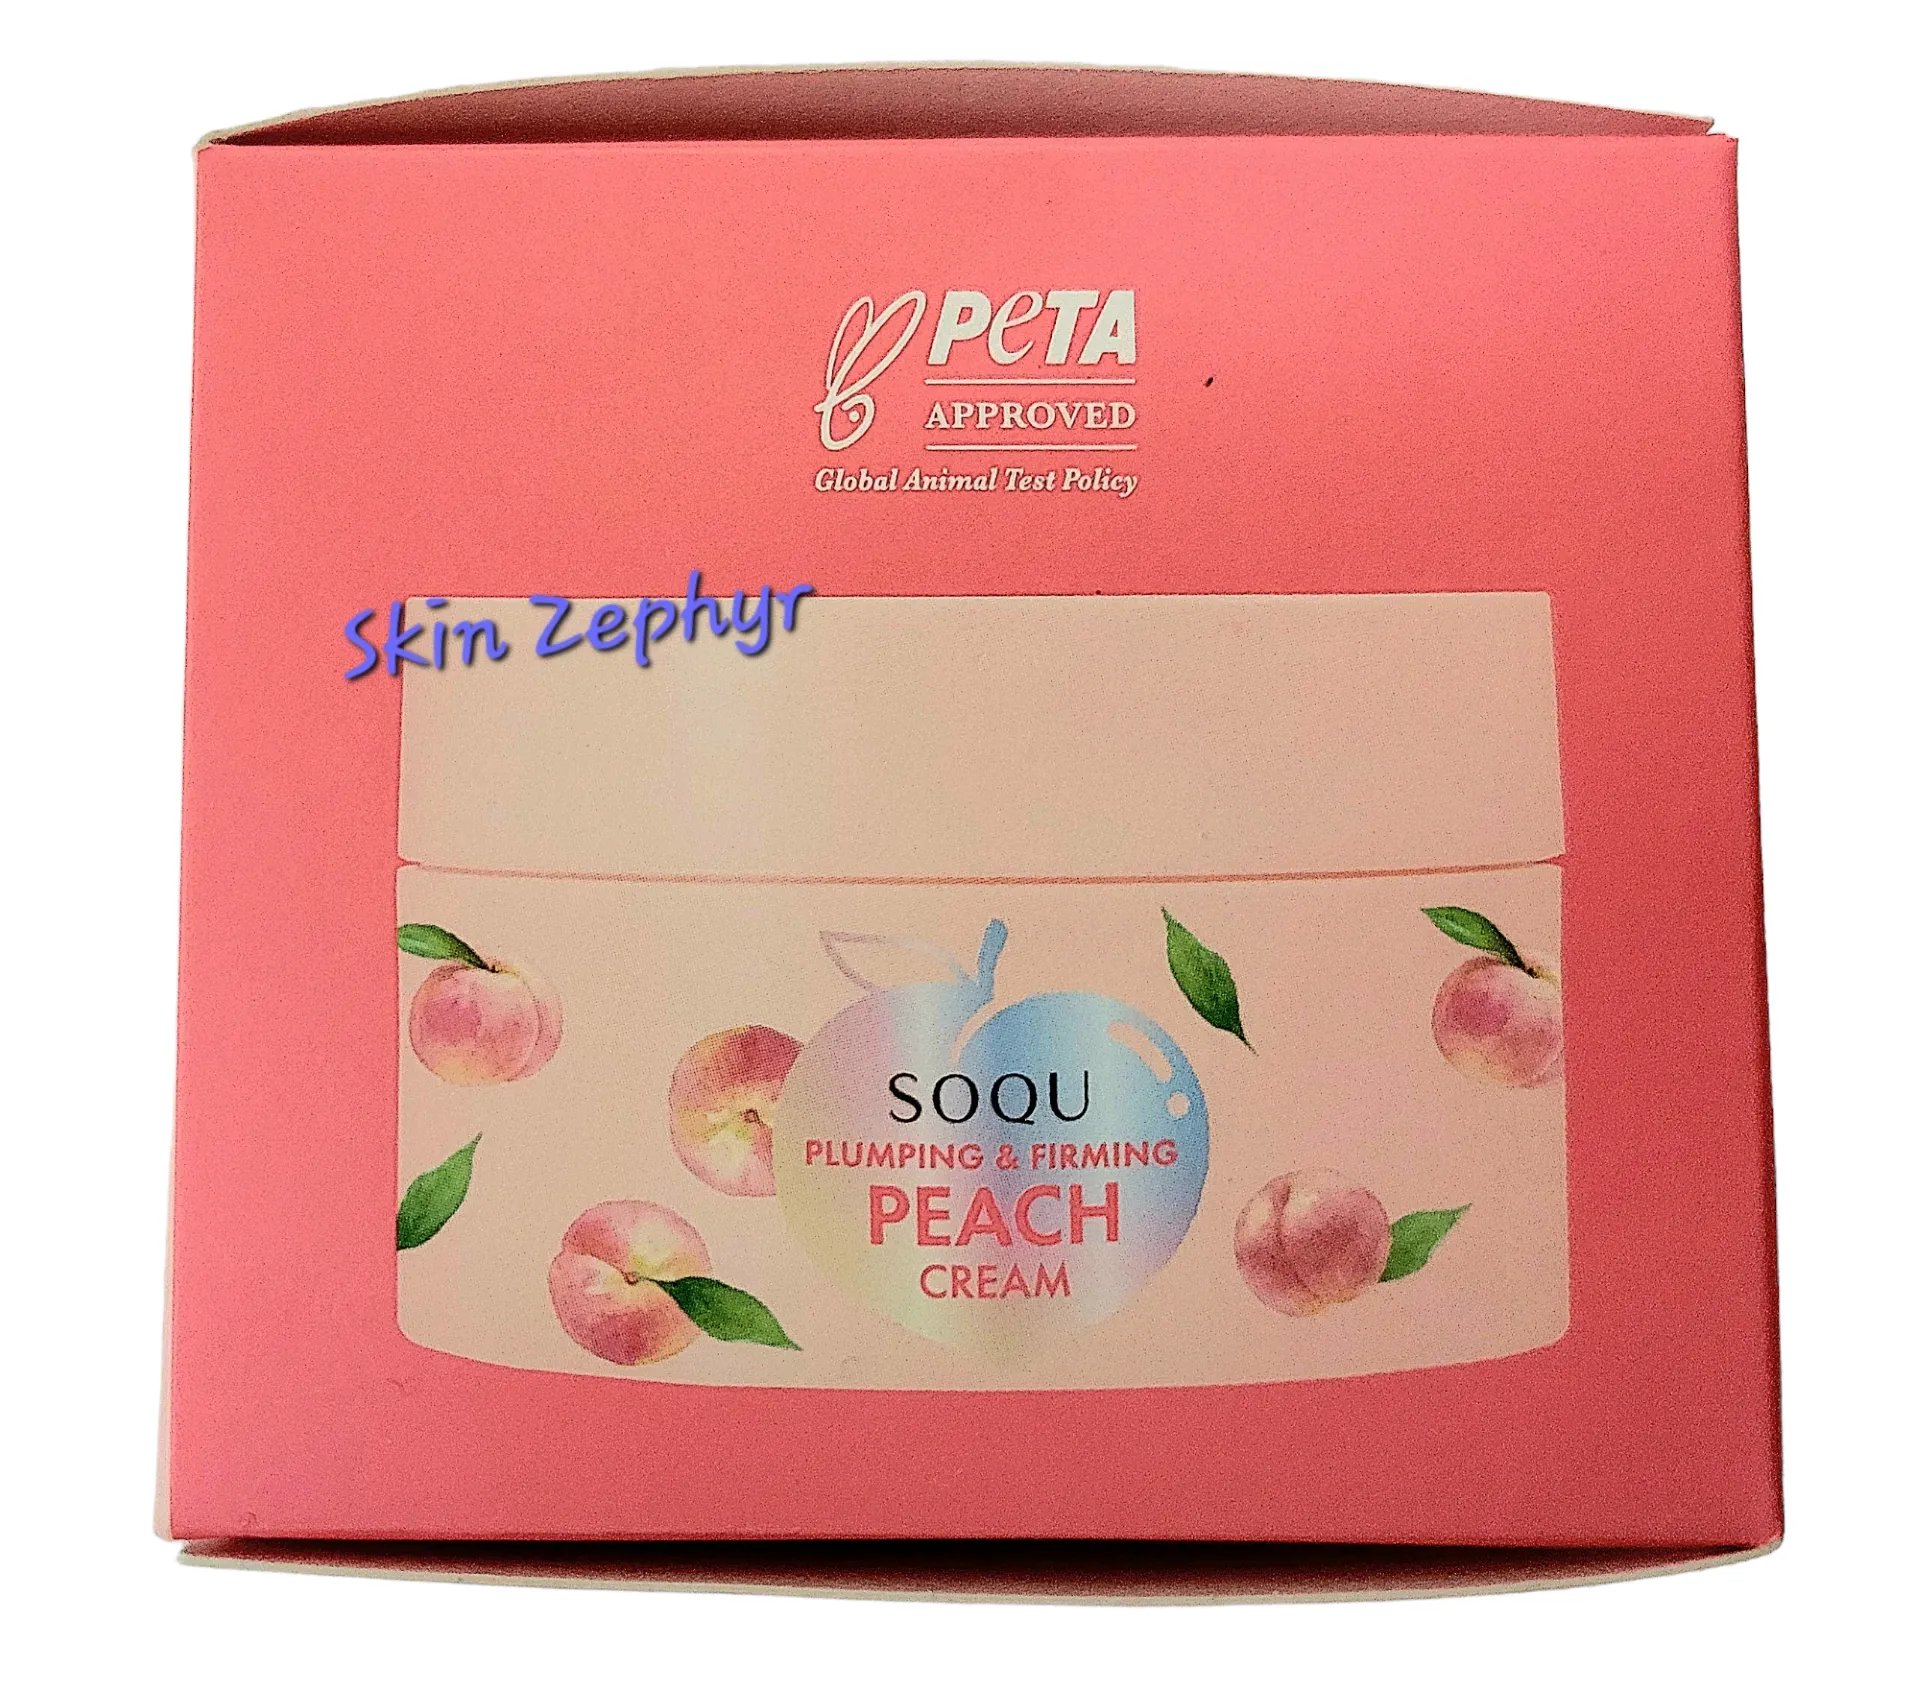 PETA
APPROVED
Global Animal Test Policy
Skin Zephyr
SOQU
PLUMPING & FIRMING
PEACH
CREAM